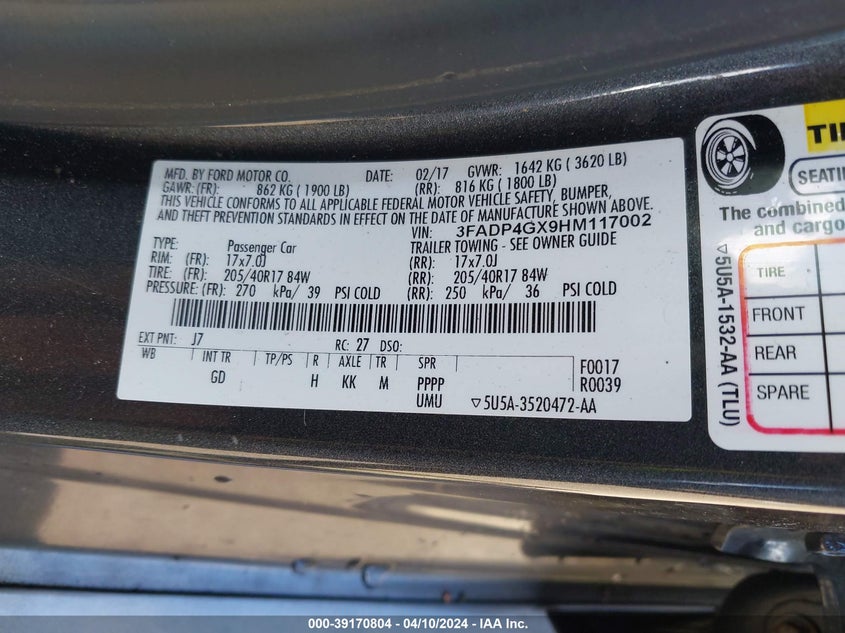 MFD. BY FORD MOTOR CO. DATE: 02/17 GVWR: 1642 KG ( 3620 LB)
GAWR: (FR): 862 KG ( 1900 LB) (RR): 816 KG ( 1800 LB)
THIS VEHICLE CONFORMS TO ALL APPLICABLE FEDERAL MOTOR VEHICLE SAFETY, BUMPER,
AND THEFT PREVENTION STANDARDS IN EFFECT ON THE DATE OF MANUFACTURE SHOWN ABOVE.
VIN: 3FADP4GX9HM117002
TYPE: Passenger Car TRAILER TOWING - SEE OWNER GUIDE
RIM: (FR): 17x7.0J (RR): 17x7.0J
TIRE: (FR): 205/40R17 84W (RR): 205/40R17 84W
PRESSURE: (FR): 270 kPa/ 39 PSI COLD (RR): 250 kPa/ 36 PSI COLD
EXT PNT: J7 RC: 27 DSO:
WB INT TR TP/PS R AXLE TR SPR F0017
GD H KK M PPPP R0039
UMU ▽5U5A-3520472-AA
▽5U5A-1532-AA (TLU)
TI
SEATI
The combined
and cargo
TIRE
FRONT
REAR
SPARE
000-39170804 - 04/10/2024 - IAA Inc.